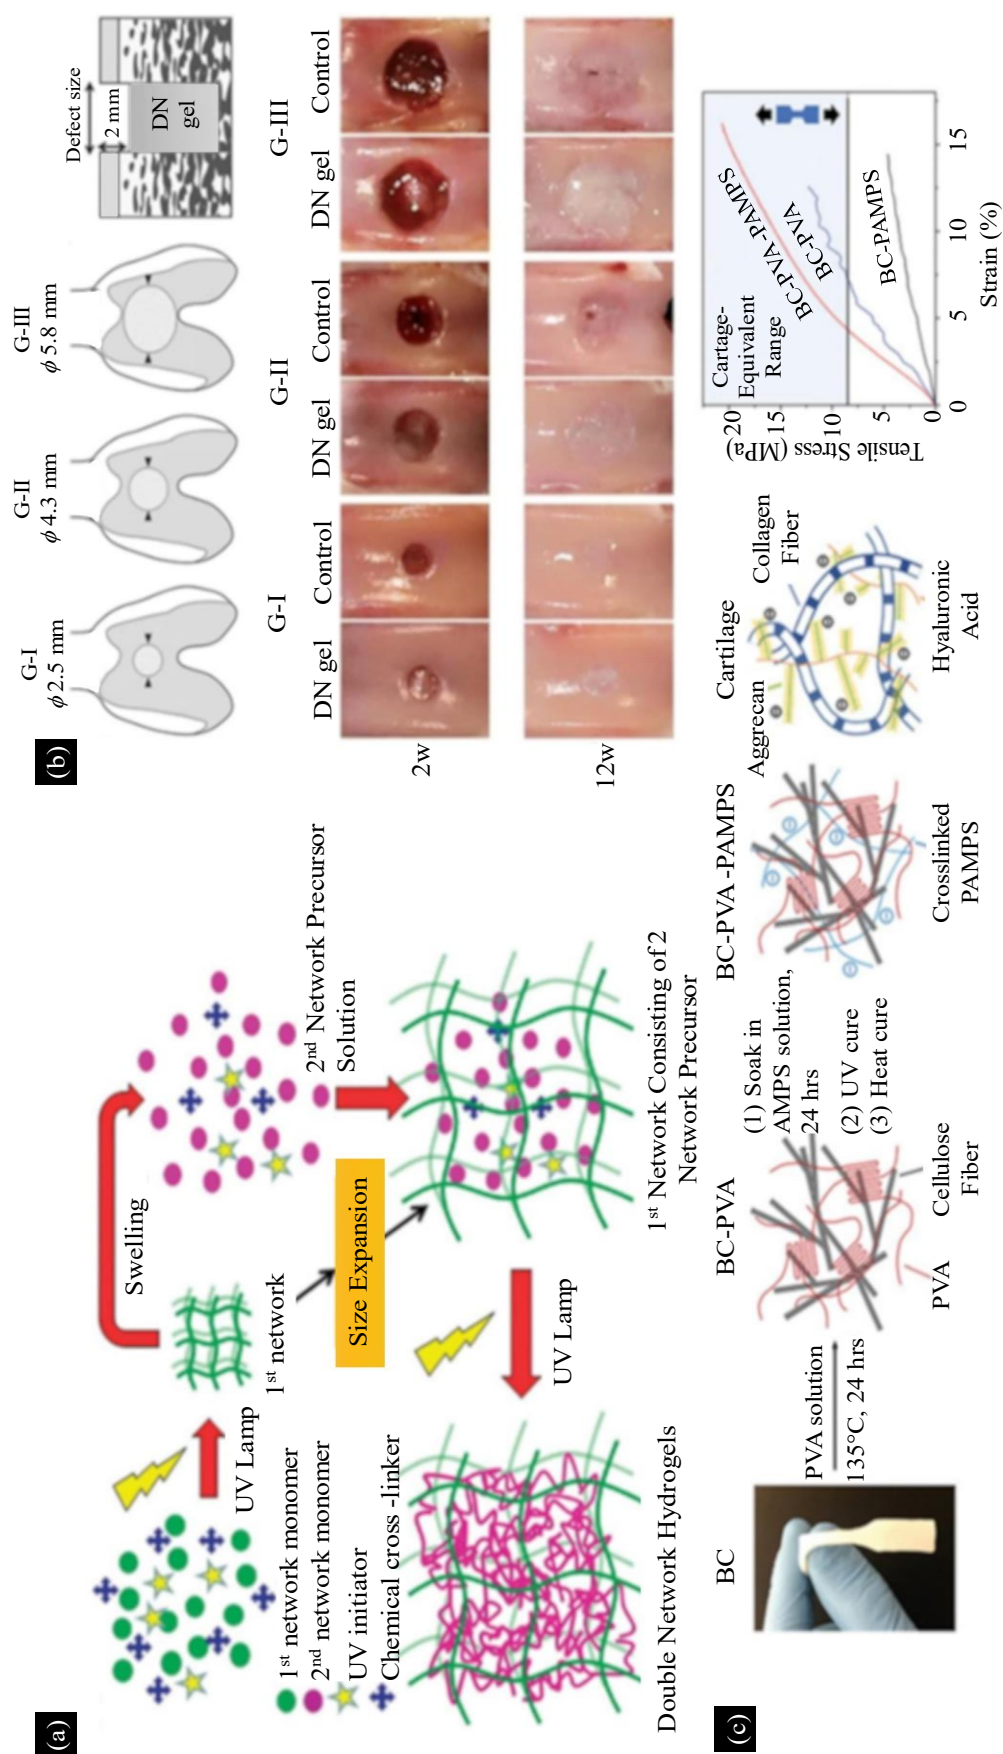 (a)
UV Lamp
1st network
Swelling
2nd Network Precursor
Solution
1st network monomer
2nd network monomer
UV initiator
Chemical cross -linker
Size Expansion
1st Network Consisting of 2
Network Precursor
UV Lamp
Double Network Hydrogels
(b)
G-I
ϕ 2.5 mm
G-II
ϕ 4.3 mm
G-III
ϕ 5.8 mm
Defect size
2 mm
DN
gel
G-I
G-II
G-III
DN gel
Control
DN gel
Control
DN gel
Control
2w
12w
(c)
BC
PVA solution
135°C, 24 hrs
BC-PVA
PVA
Cellulose
Fiber
(1) Soak in
AMPS solution,
24 hrs
(2) UV cure
(3) Heat cure
BC-PVA -PAMPS
Crosslinked
PAMPS
Cartilage
Aggrecan
Collagen
Fiber
Hyaluronic
Acid
Tensile Stress (MPa)
20
15
10
5
0
Cartage-
Equivalent
Range
BC-PVA -PAMPS
BC-PVA
BC-PAMPS
0
5
10
15
Strain (%)